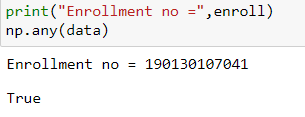 print("Enrollment no =",enroll)
np.any(data)
Enrollment no = 190130107041
True